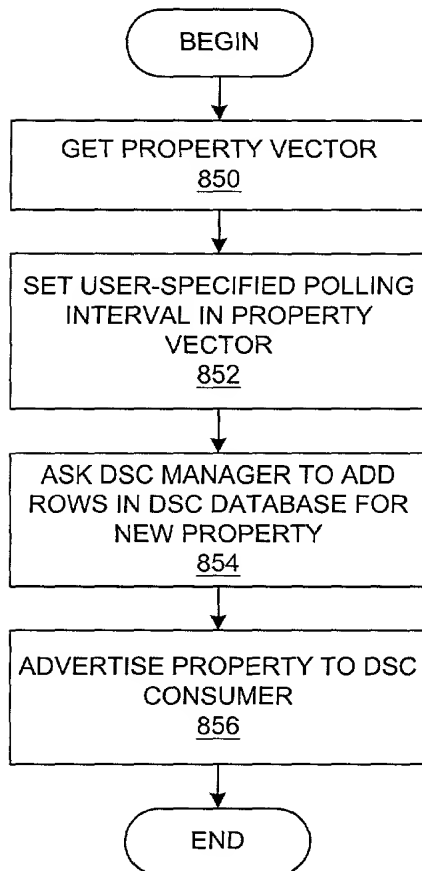 BEGIN
GET PROPERTY VECTOR
850
SET USER-SPECIFIED POLLING
INTERVAL IN PROPERTY
VECTOR
852
ASK DSC MANAGER TO ADD
ROWS IN DSC DATABASE FOR
NEW PROPERTY
854
ADVERTISE PROPERTY TO DSC
CONSUMER
856
END